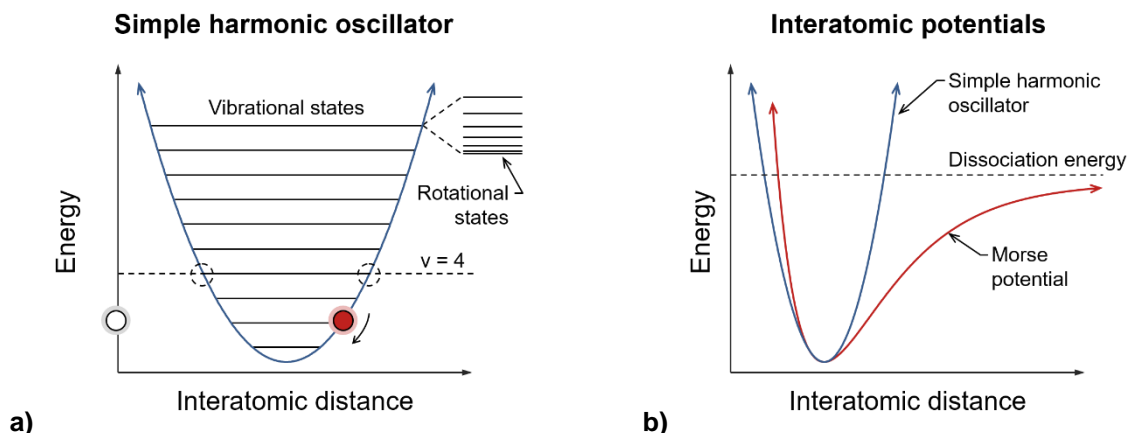 Simple harmonic oscillator
Vibrational states
Rotational
states
v = 4
Energy
Interatomic distance
a)
Interatomic potentials
Simple harmonic
oscillator
Dissociation energy
Morse
potential
Energy
Interatomic distance
b)